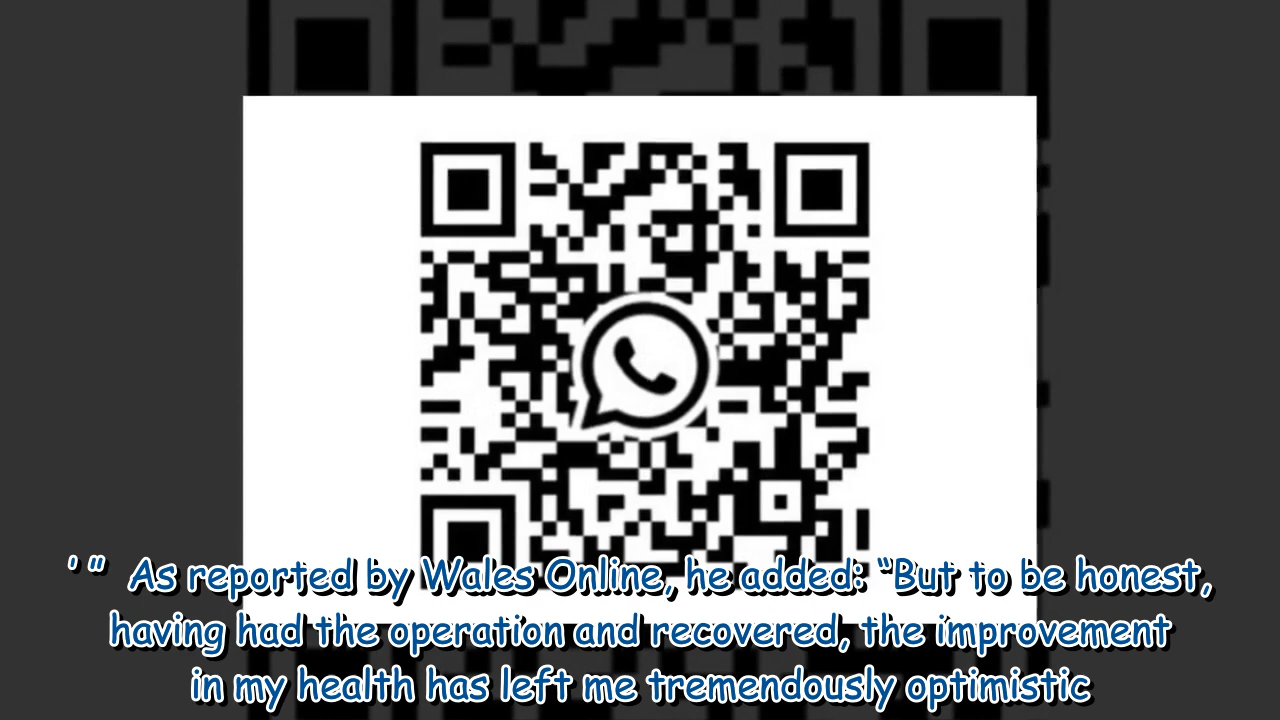 ' ”  As reported by Wales Online, he added: “But to be honest,
having had the operation and recovered, the improvement
in my health has left me tremendously optimistic